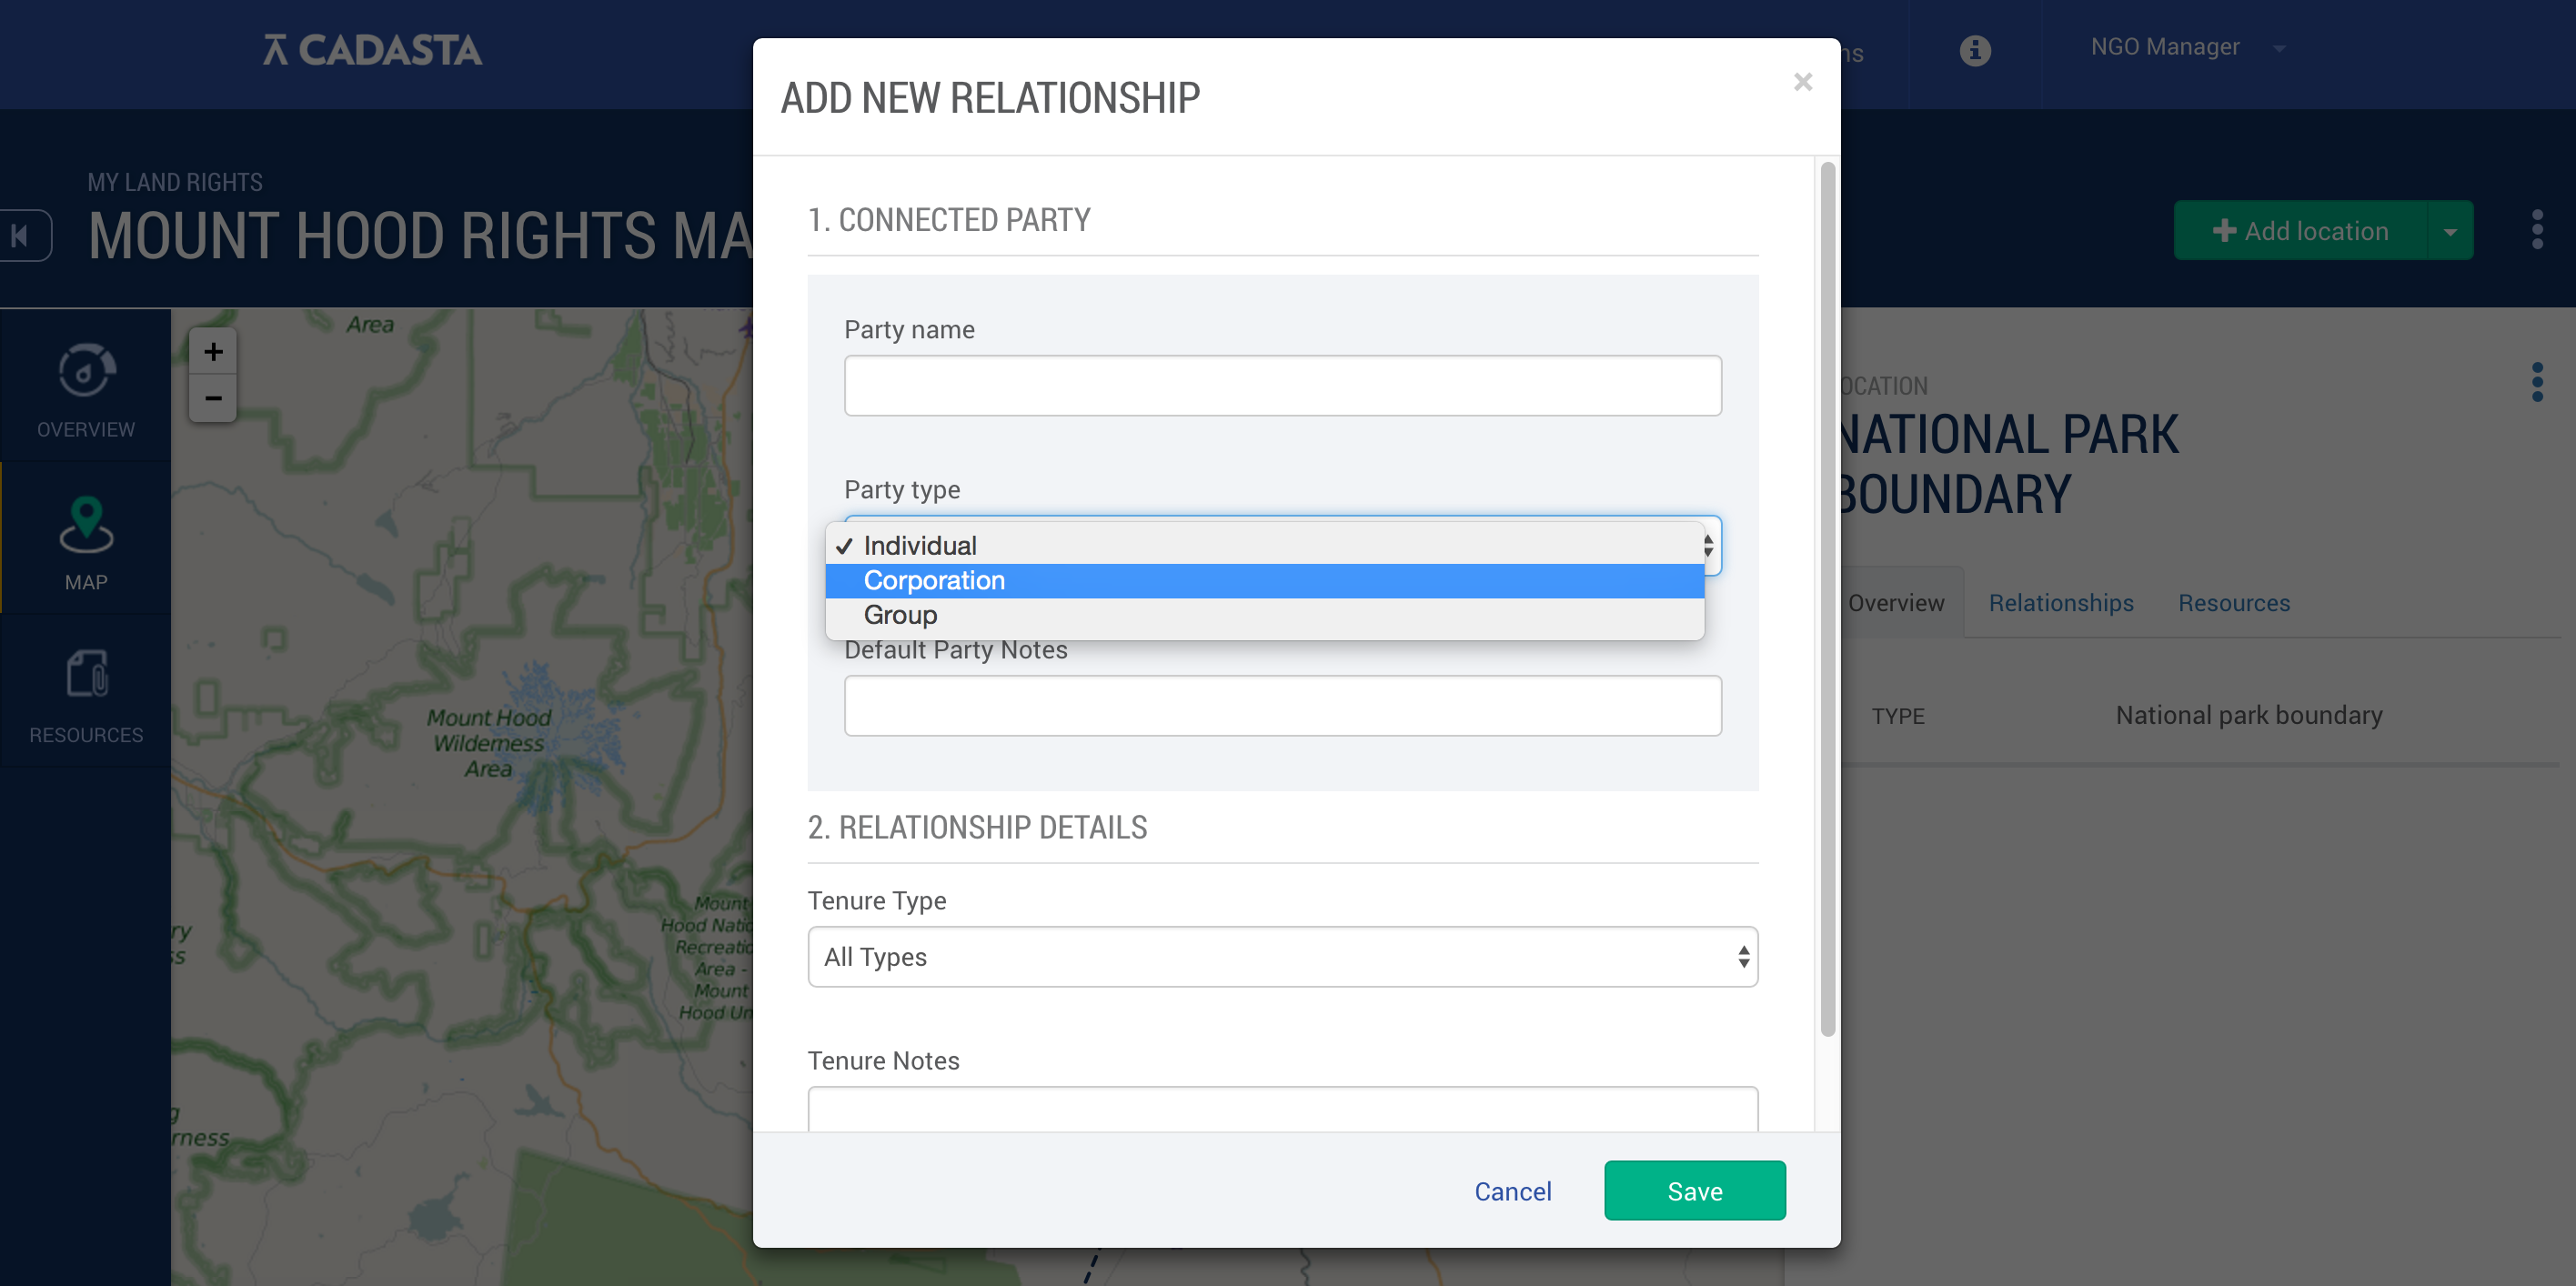 CADASTA
NGO Manager
MY LAND RIGHTS
MOUNT HOOD RIGHTS MA
Add location
OVERVIEW
MAP
RESOURCES
+
−
Area
Mount Hood
Wilderness
Area
Mount
Hood Natio
Recreatio
Area -
Mount
Hood Un
rness
ADD NEW RELATIONSHIP
×
1. CONNECTED PARTY
Party name
Party type
✓ Individual
Corporation
Group
Default Party Notes
2. RELATIONSHIP DETAILS
Tenure Type
All Types
Tenure Notes
Cancel
Save
OCATION
NATIONAL PARK
BOUNDARY
Overview
Relationships
Resources
TYPE
National park boundary